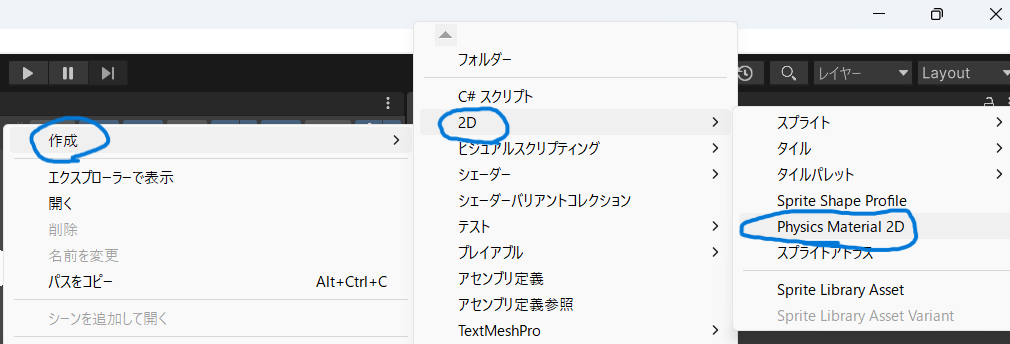 フォルダー
レイヤー
Layout
C# スクリプト
作成
2D
スプライト
ビジュアルスクリプティング
タイル
エクスプローラーで表示
シェーダー
タイルパレット
開く
シェーダーバリアントコレクション
Sprite Shape Profile
削除
テスト
Physics Material 2D
名前を変更
プレイアブル
スプライトアトラス
パスをコピー
Alt+Ctrl+C
アセンブリ定義
Sprite Library Asset
アセンブリ定義参照
シーンを追加して開く
Sprite Library Asset Variant
TextMeshPro